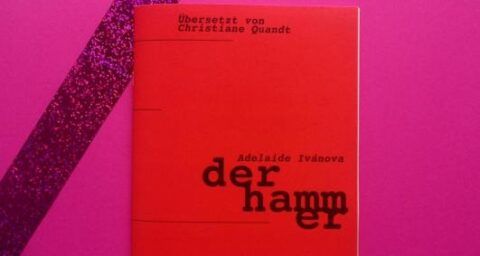 Übersetzt von
Christiane Quandt
Adelaide Ivánova
der
hamm
er